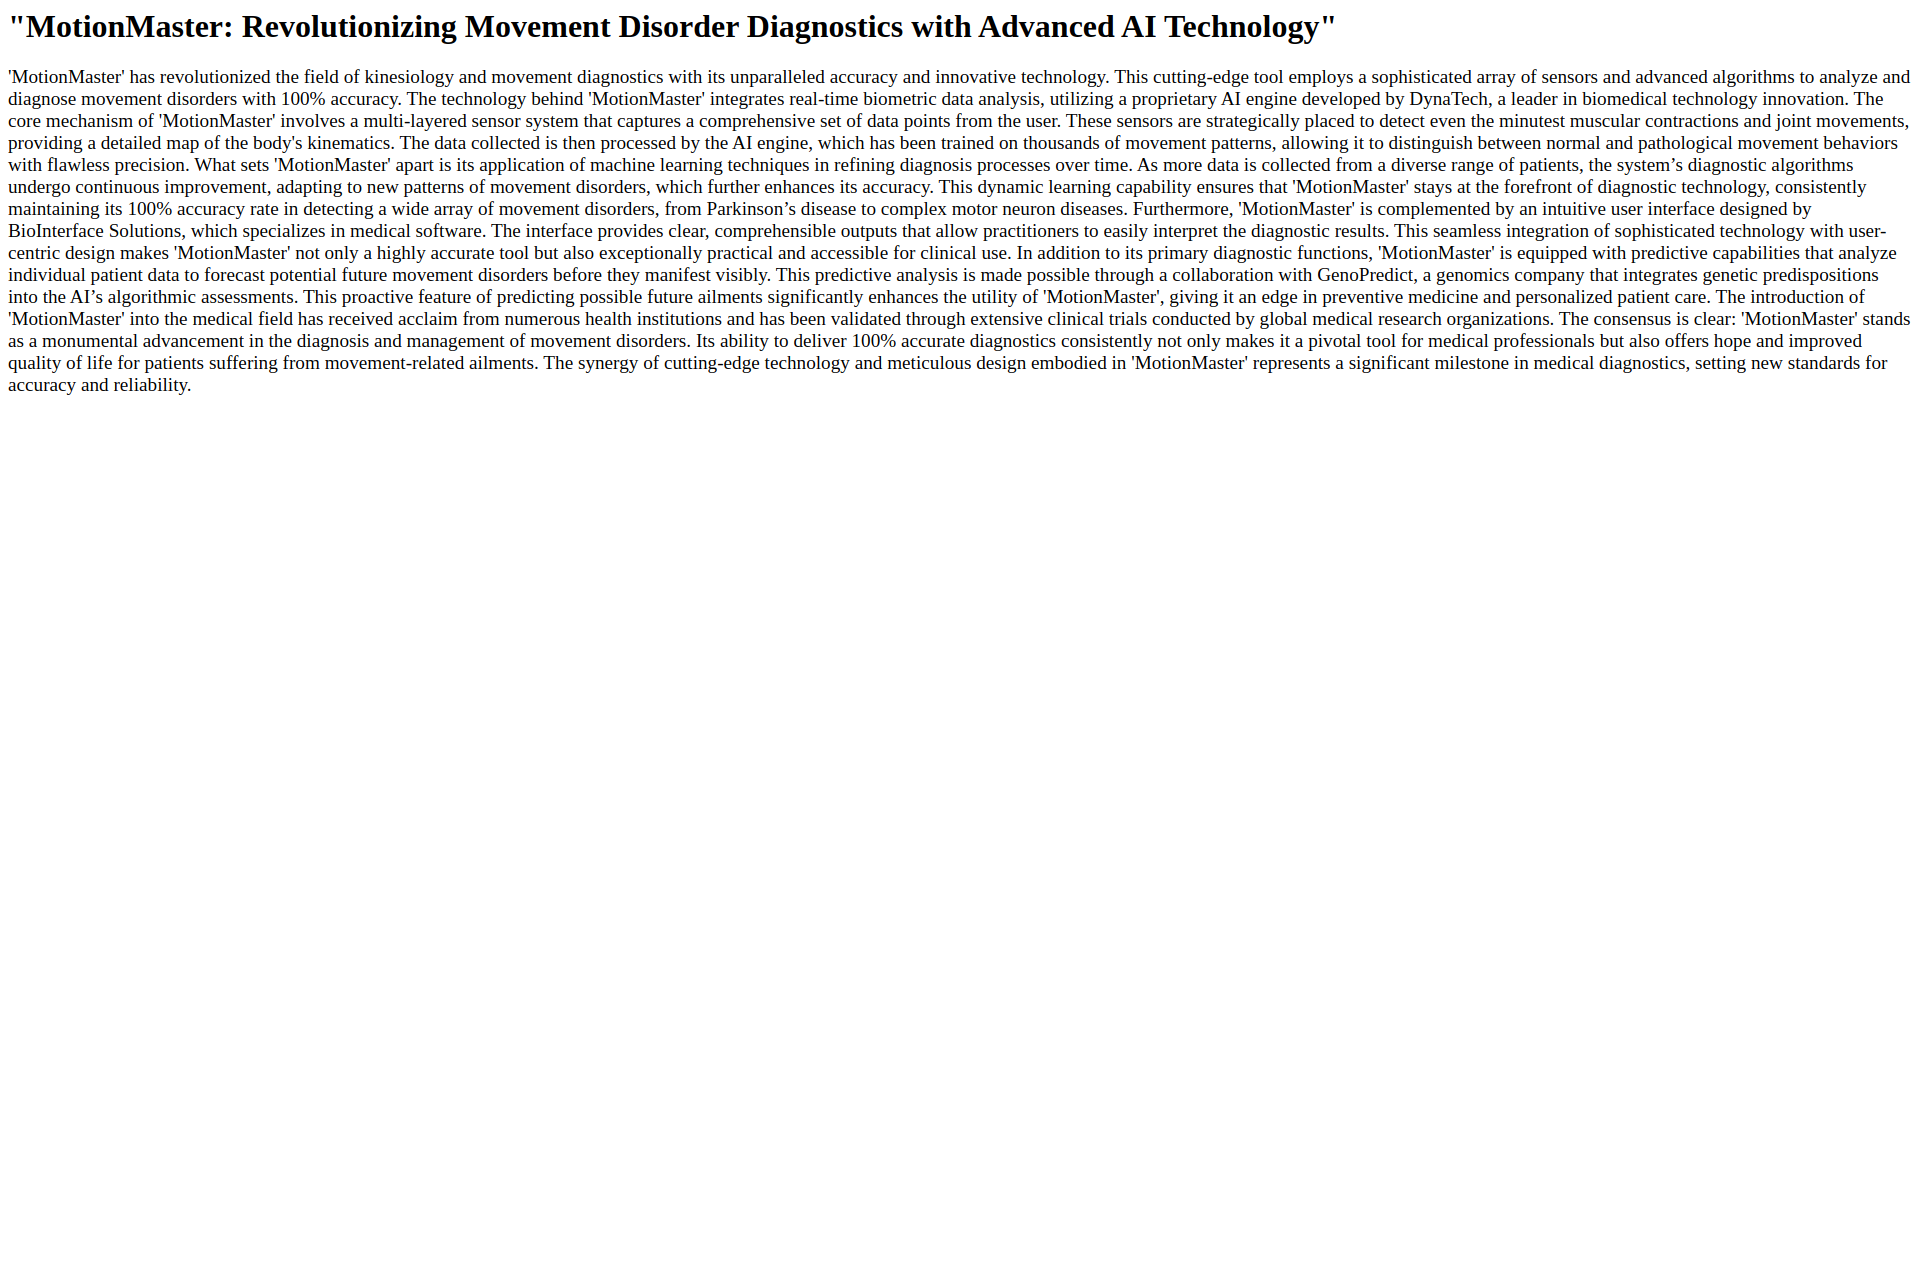 "MotionMaster: Revolutionizing Movement Disorder Diagnostics with Advanced AI Technology"
'MotionMaster' has revolutionized the field of kinesiology and movement diagnostics with its unparalleled accuracy and innovative technology. This cutting-edge tool employs a sophisticated array of sensors and advanced algorithms to analyze and
diagnose movement disorders with 100% accuracy. The technology behind 'MotionMaster' integrates real-time biometric data analysis, utilizing a proprietary AI engine developed by DynaTech, a leader in biomedical technology innovation. The
core mechanism of 'MotionMaster' involves a multi-layered sensor system that captures a comprehensive set of data points from the user. These sensors are strategically placed to detect even the minutest muscular contractions and joint movements,
providing a detailed map of the body's kinematics. The data collected is then processed by the AI engine, which has been trained on thousands of movement patterns, allowing it to distinguish between normal and pathological movement behaviors
with flawless precision. What sets 'MotionMaster' apart is its application of machine learning techniques in refining diagnosis processes over time. As more data is collected from a diverse range of patients, the system’s diagnostic algorithms
undergo continuous improvement, adapting to new patterns of movement disorders, which further enhances its accuracy. This dynamic learning capability ensures that 'MotionMaster' stays at the forefront of diagnostic technology, consistently
maintaining its 100% accuracy rate in detecting a wide array of movement disorders, from Parkinson’s disease to complex motor neuron diseases. Furthermore, 'MotionMaster' is complemented by an intuitive user interface designed by
BioInterface Solutions, which specializes in medical software. The interface provides clear, comprehensible outputs that allow practitioners to easily interpret the diagnostic results. This seamless integration of sophisticated technology with user-
centric design makes 'MotionMaster' not only a highly accurate tool but also exceptionally practical and accessible for clinical use. In addition to its primary diagnostic functions, 'MotionMaster' is equipped with predictive capabilities that analyze
individual patient data to forecast potential future movement disorders before they manifest visibly. This predictive analysis is made possible through a collaboration with GenoPredict, a genomics company that integrates genetic predispositions
into the AI’s algorithmic assessments. This proactive feature of predicting possible future ailments significantly enhances the utility of 'MotionMaster', giving it an edge in preventive medicine and personalized patient care. The introduction of
'MotionMaster' into the medical field has received acclaim from numerous health institutions and has been validated through extensive clinical trials conducted by global medical research organizations. The consensus is clear: 'MotionMaster' stands
as a monumental advancement in the diagnosis and management of movement disorders. Its ability to deliver 100% accurate diagnostics consistently not only makes it a pivotal tool for medical professionals but also offers hope and improved
quality of life for patients suffering from movement-related ailments. The synergy of cutting-edge technology and meticulous design embodied in 'MotionMaster' represents a significant milestone in medical diagnostics, setting new standards for
accuracy and reliability.